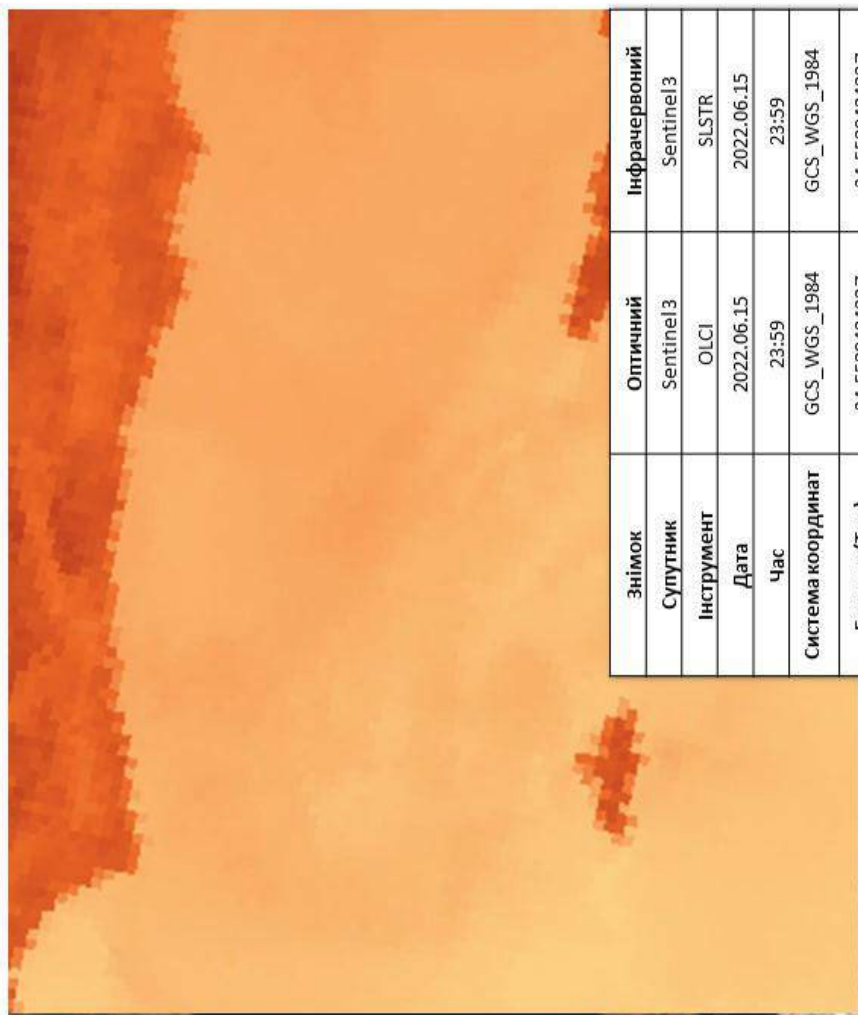 Знімок Оптичний Інфрачервоний
Супутник Sentinel3 Sentinel3
Інструмент OLCI SLSTR
Дата 2022.06.15 2022.06.15
Час 23:59 23:59
Система координат GCS_WGS_1984 GCS_WGS_1984